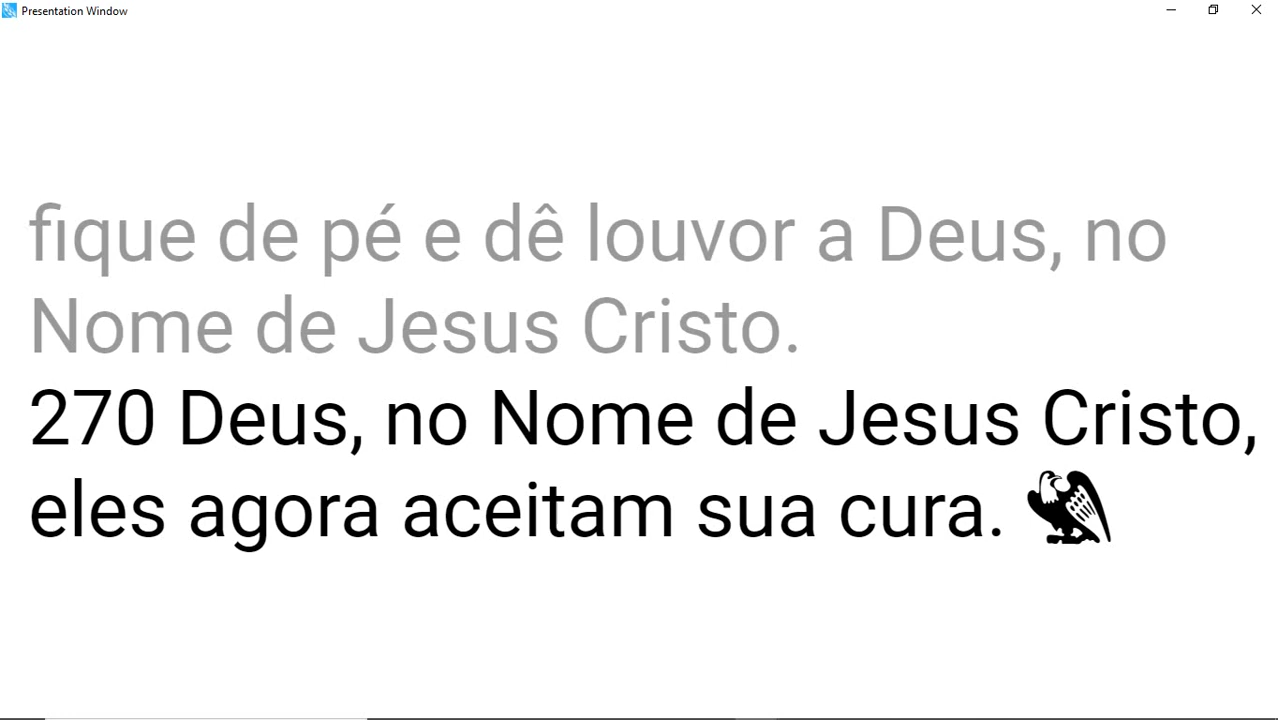 Presentation Window
fique de pé e dê louvor a Deus, no
Nome de Jesus Cristo.
270 Deus, no Nome de Jesus Cristo,
eles agora aceitam sua cura.